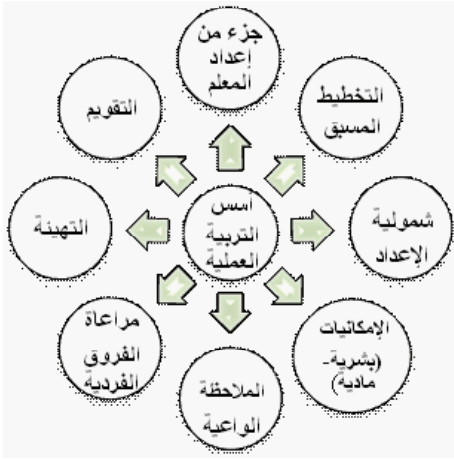 جزء من
إعداد
المعلم
التخطيط
المسبق
شمولية
الإعداد
الإمكانيات
(بشرية-
مادية)
الملاحظة
الواعية
مراعاة
الفروق
الفردية
التهيئة
التقويم
أسس
التربية
العملية